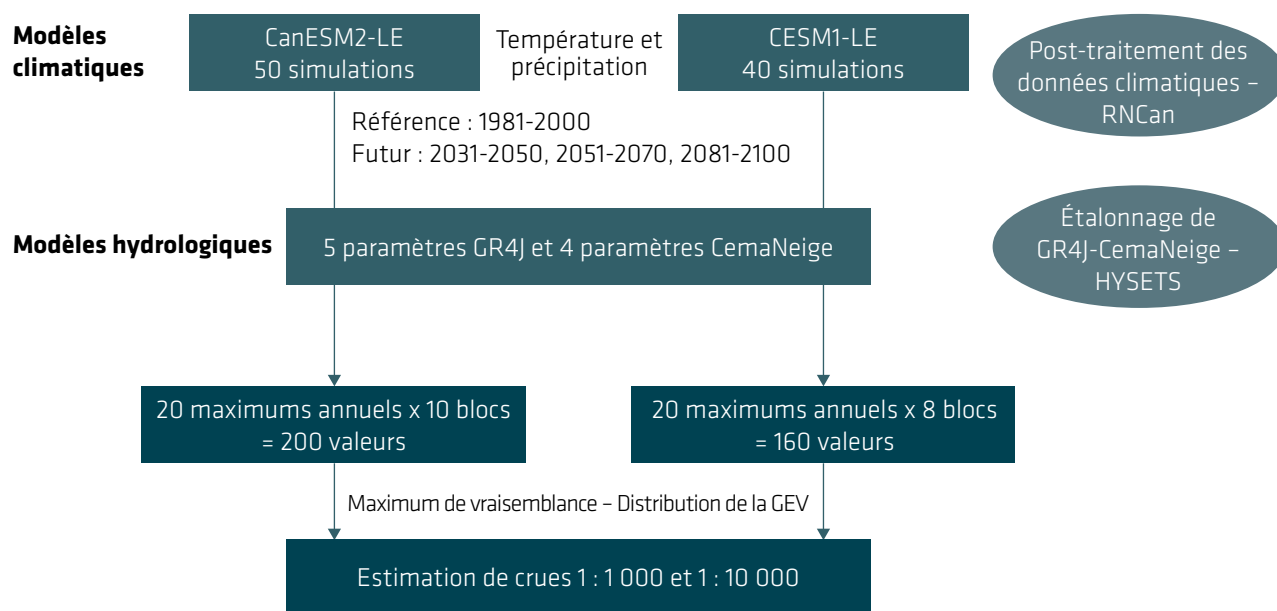 Modèles
climatiques
CanESM2-LE
50 simulations
Température et
précipitation
CESM1-LE
40 simulations
Post-traitement des
données climatiques –
RNCan
Référence : 1981-2000
Futur : 2031-2050, 2051-2070, 2081-2100
Modèles hydrologiques
5 paramètres GR4J et 4 paramètres CemaNeige
Étalonnage de
GR4J-CemaNeige –
HYSETS
20 maximums annuels x 10 blocs
= 200 valeurs
20 maximums annuels x 8 blocs
= 160 valeurs
Maximum de vraisemblance – Distribution de la GEV
Estimation de crues 1 : 1 000 et 1 : 10 000